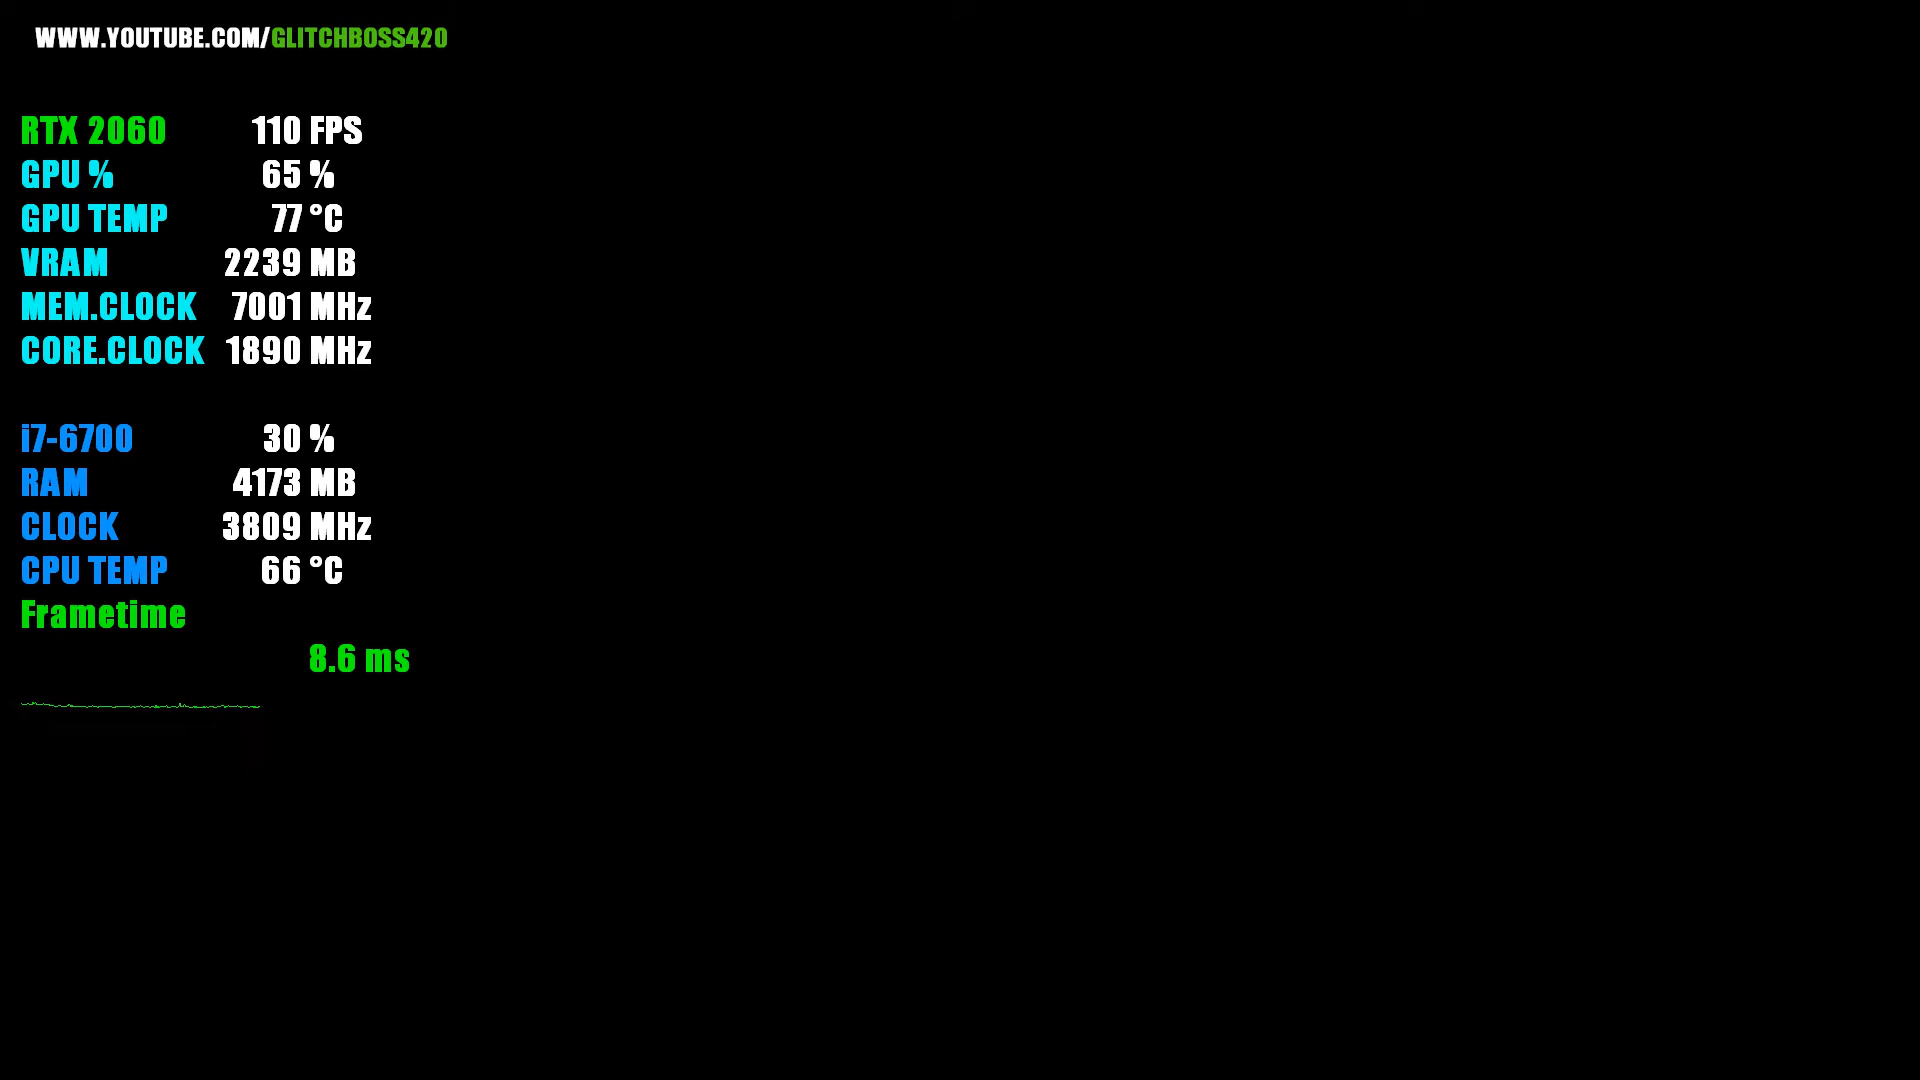 WWW.YOUTUBE.COM/GLITCHBOSS420
RTX 2060 110 FPS
GPU % 65 %
GPU TEMP 77 °C
VRAM 2239 MB
MEM.CLOCK 7001 MHz
CORE.CLOCK 1890 MHz
i7-6700 30 %
RAM 4173 MB
CLOCK 3809 MHz
CPU TEMP 66 °C
Frametime
8.6 ms